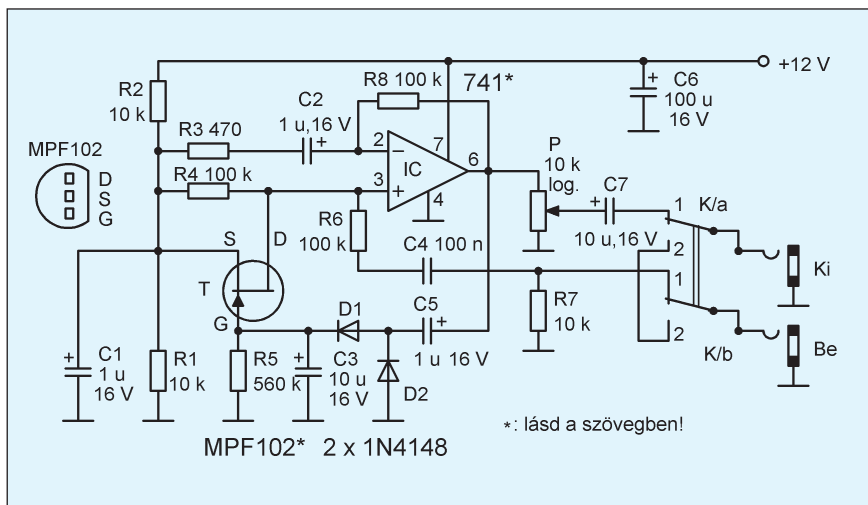 +12 V
R2
10 k
R8 100 k
741*
C6
100 u
16 V
C2
1 u,16 V
R3 470
MPF102
D
S
G
R4 100 k
2
7
IC
6
3
4
P
10 k
log.
C7
10 u,16 V
1
K/a
2
R6
100 k
C4 100 n
S
D
T
G
R7
10 k
1
2
K/b
Ki
Be
D1
C5
1 u 16 V
C1
1 u
16 V
R1
10 k
R5
560 k
C3
10 u
16 V
D2
MPF102* 2 x 1N4148
*: lásd a szövegben!